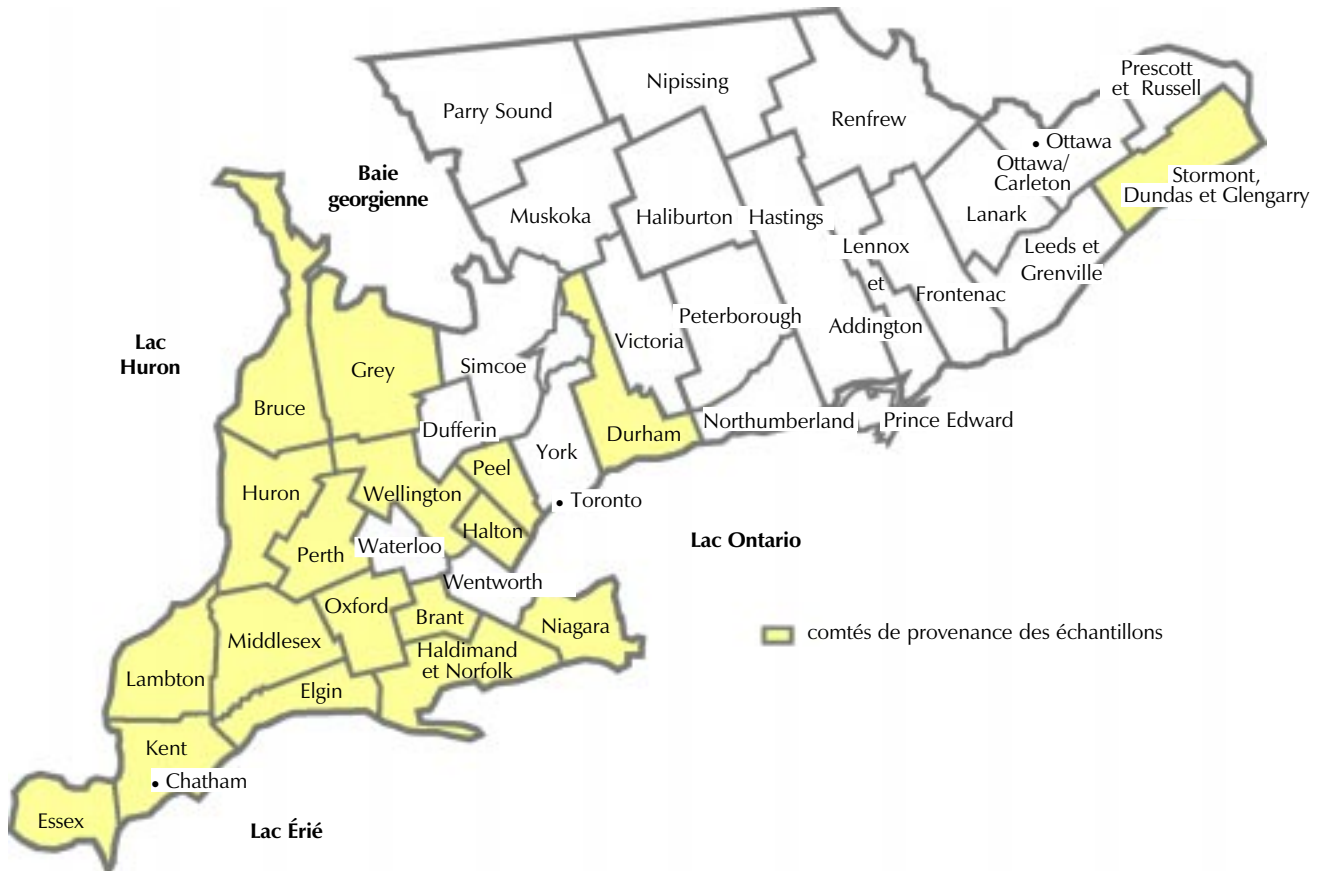 Nipissing
Parry Sound
Renfrew
Prescott
et Russell
• Ottawa
Ottawa/
Carleton
Stormont,
Dundas et Glengarry
Baie
georgienne
Muskoka
Haliburton
Hastings
Lanark
Lennox
et
Addington
Leeds et
Grenville
Frontenac
Peterborough
Victoria
Lac
Huron
Grey
Simcoe
Bruce
Dufferin
Durham
Northumberland
Prince Edward
York
Peel
Huron
Wellington
• Toronto
Halton
Lac Ontario
Perth
Waterloo
Wentworth
Oxford
Brant
Niagara
comtés de provenance des échantillons
Middlesex
Haldimand
et Norfolk
Lambton
Elgin
Kent
• Chatham
Essex
Lac Érié